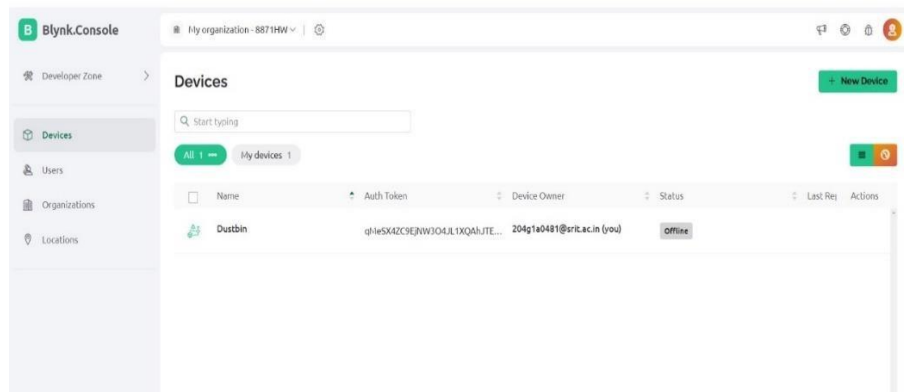 B Blynk.Console
My organization - 8871HW
Developer Zone
Devices
Users
Organizations
Locations
Devices
+ New Device
Start typing
All 1
My devices 1
Name Auth Token Device Owner Status Last Rep Actions
Dustbin 204g1a0481@srit.ac.in (you) Offline